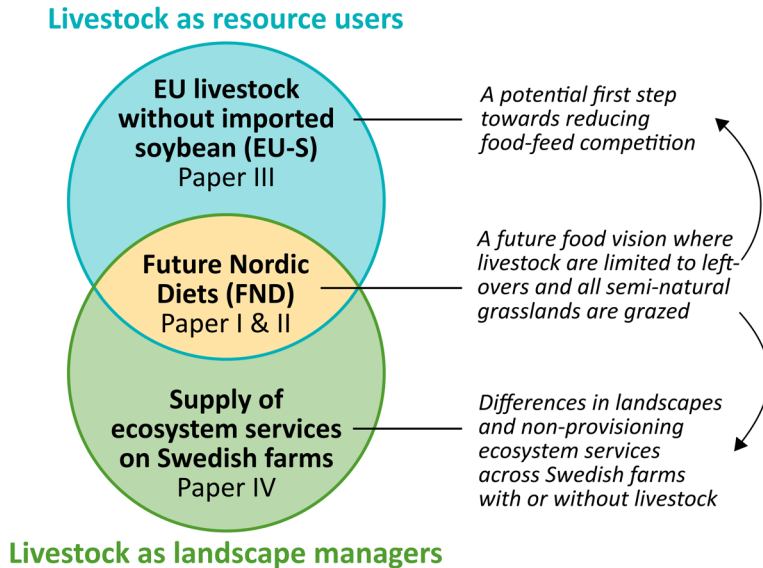 Livestock as resource users
EU livestock
without imported
soybean (EU-S)
Paper III
A potential first step
towards reducing
food-feed competition
Future Nordic
Diets (FND)
Paper I & II
A future food vision where
livestock are limited to left-
overs and all semi-natural
grasslands are grazed
Supply of
ecosystem services
on Swedish farms
Paper IV
Differences in landscapes
and non-provisioning
ecosystem services
across Swedish farms
with or without livestock
Livestock as landscape managers